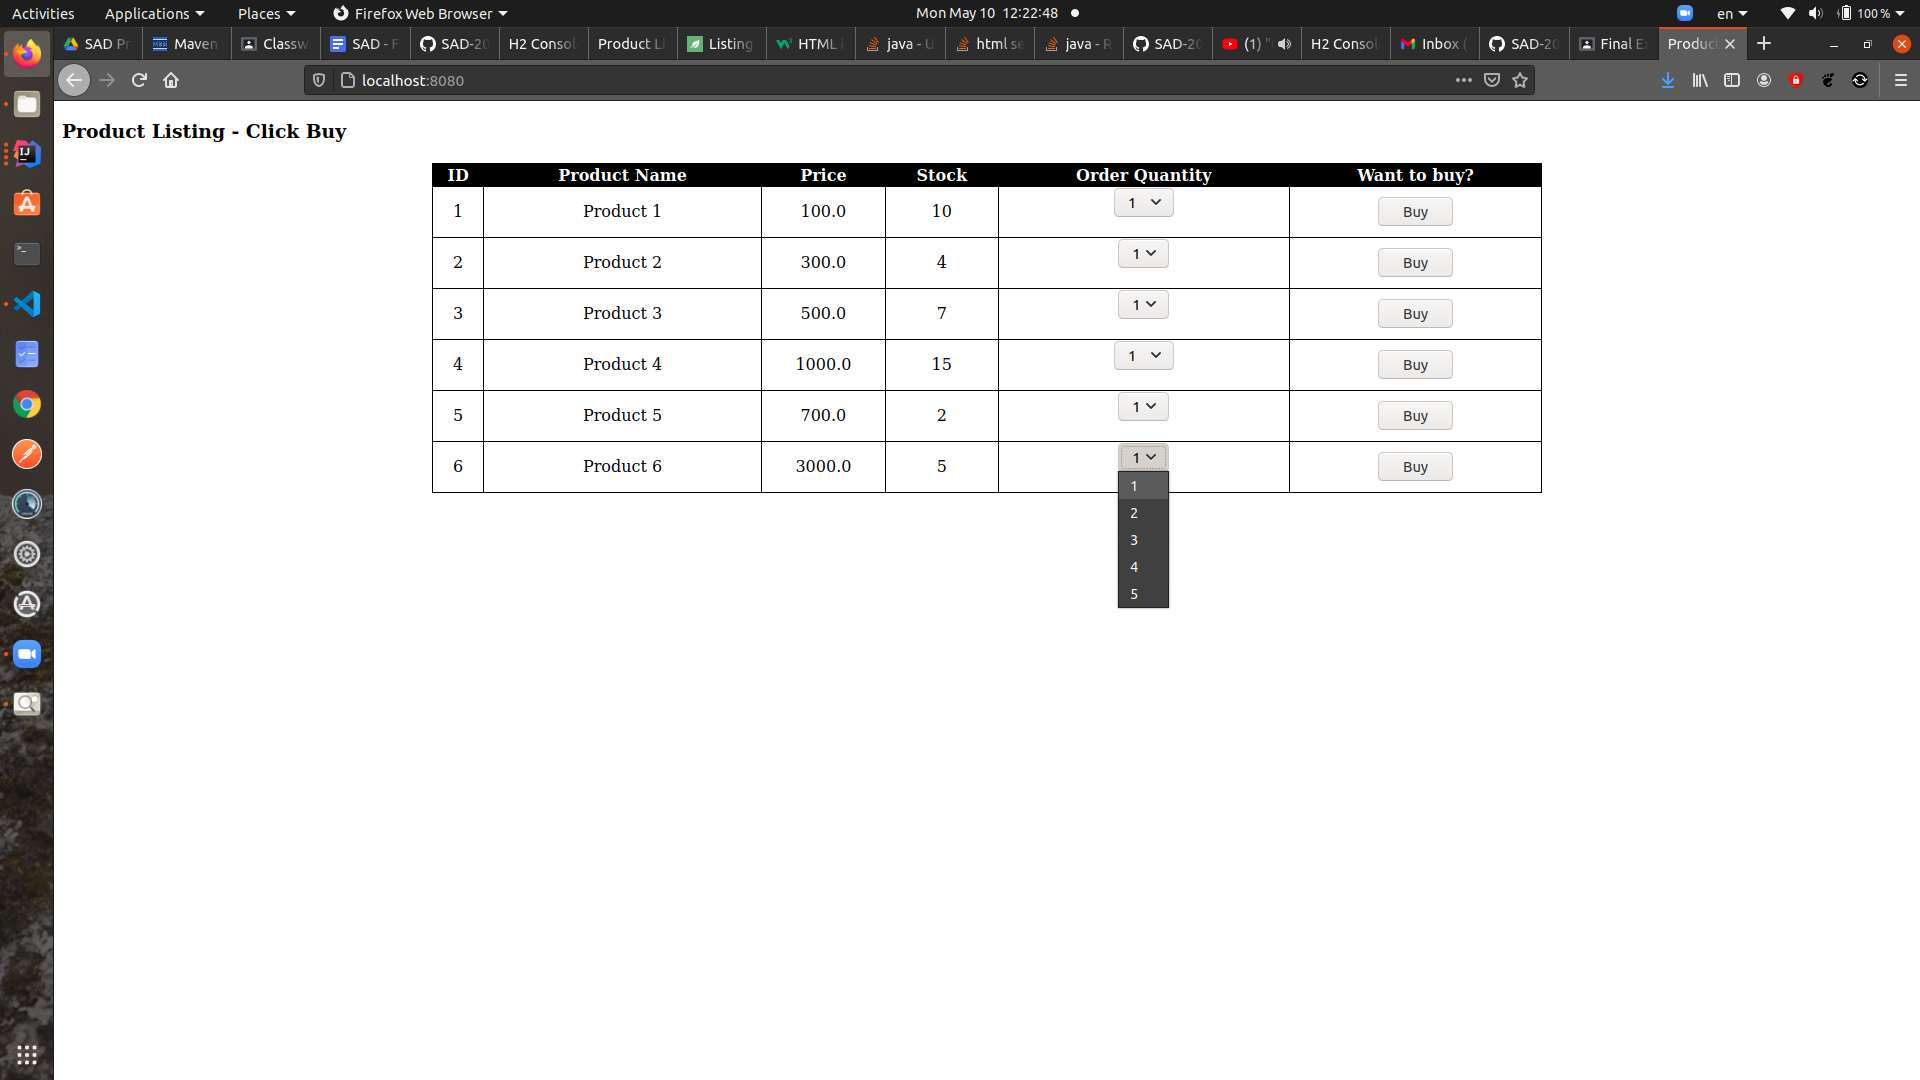 Activities Applications Places Firefox Web Browser Mon May 10 12:22:48 en 100 %
SAD Pr Maven Classw SAD - F SAD-20 H2 Consol Product Li Listing HTML i java - U html se java - R SAD-20 (1) " H2 Consol Inbox ( SAD-20 Final E Product
localhost:8080
Product Listing - Click Buy
ID Product Name Price Stock Order Quantity Want to buy?
1 Product 1 100.0 10 1 Buy
2 Product 2 300.0 4 1 Buy
3 Product 3 500.0 7 1 Buy
4 Product 4 1000.0 15 1 Buy
5 Product 5 700.0 2 1 Buy
6 Product 6 3000.0 5 1 Buy
1
2
3
4
5